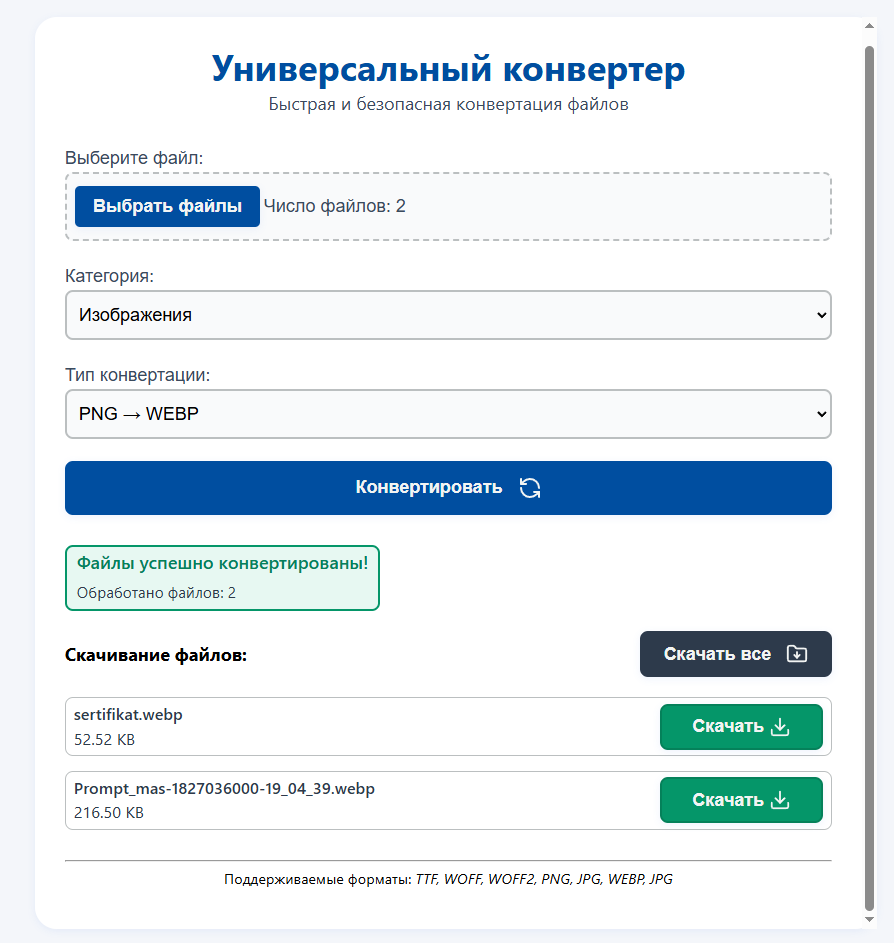 Универсальный конвертер
Быстрая и безопасная конвертация файлов
Выберите файл:
Выбрать файлы Число файлов: 2
Категория:
Изображения
Тип конвертации:
PNG → WEBP
Конвертировать
Файлы успешно конвертированы!
Обработано файлов: 2
Скачивание файлов:
Скачать все
sertifikat.webp
52.52 KB
Скачать
Prompt_mas-1827036000-19_04_39.webp
216.50 KB
Скачать
Поддерживаемые форматы: TTF, WOFF, WOFF2, PNG, JPG, WEBP, JPG